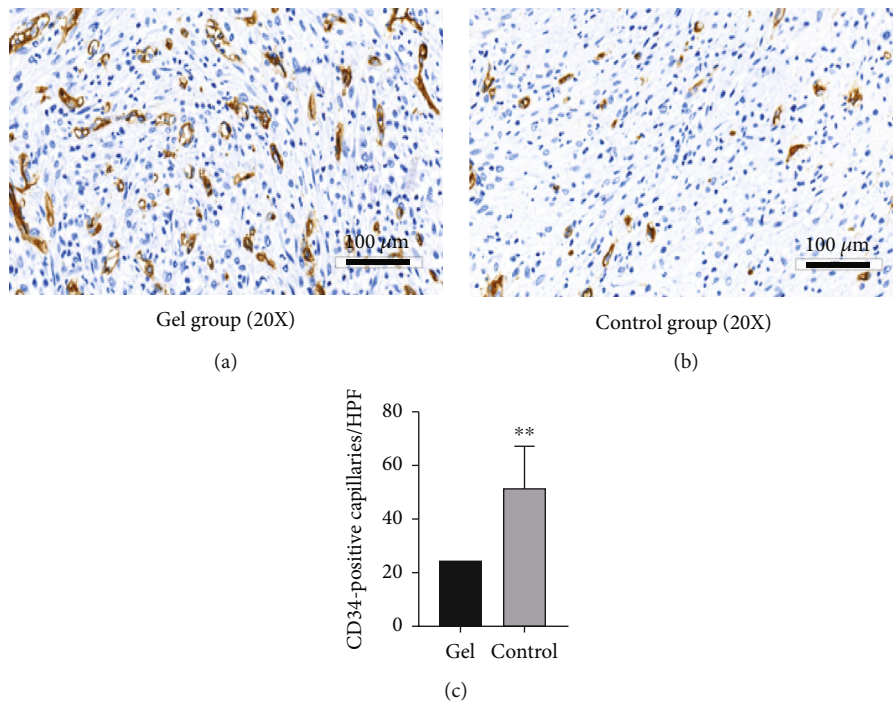 100 μm
100 μm
Gel group (20X)
Control group (20X)
(a)
(b)
CD34-positive capillaries/HPF
80
60
40
20
0
**
Gel
Control
(c)